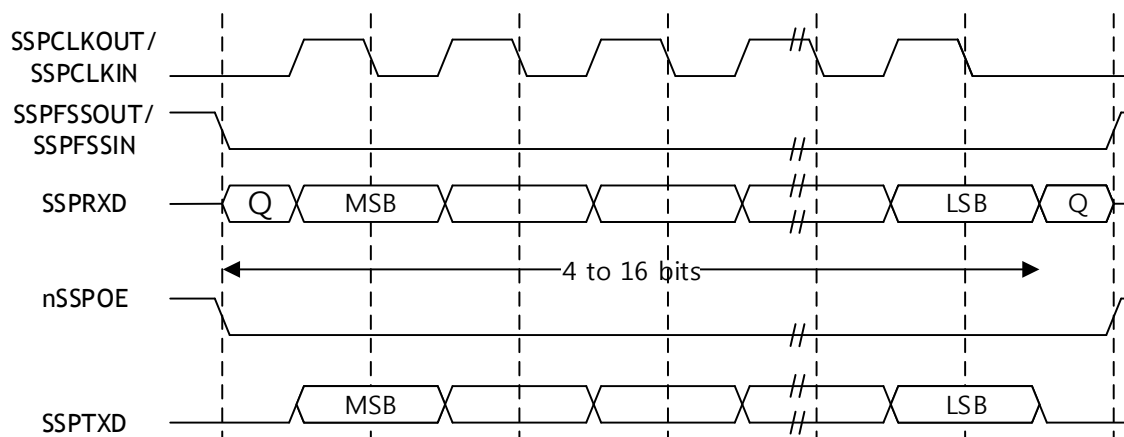 SSPCLKOUT/
SSPCLKIN
SSPFSSOUT/
SSPFSSIN
SSPRXD
Q
MSB
LSB
Q
4 to 16 bits
nSSPOE
SSPTXD
MSB
LSB